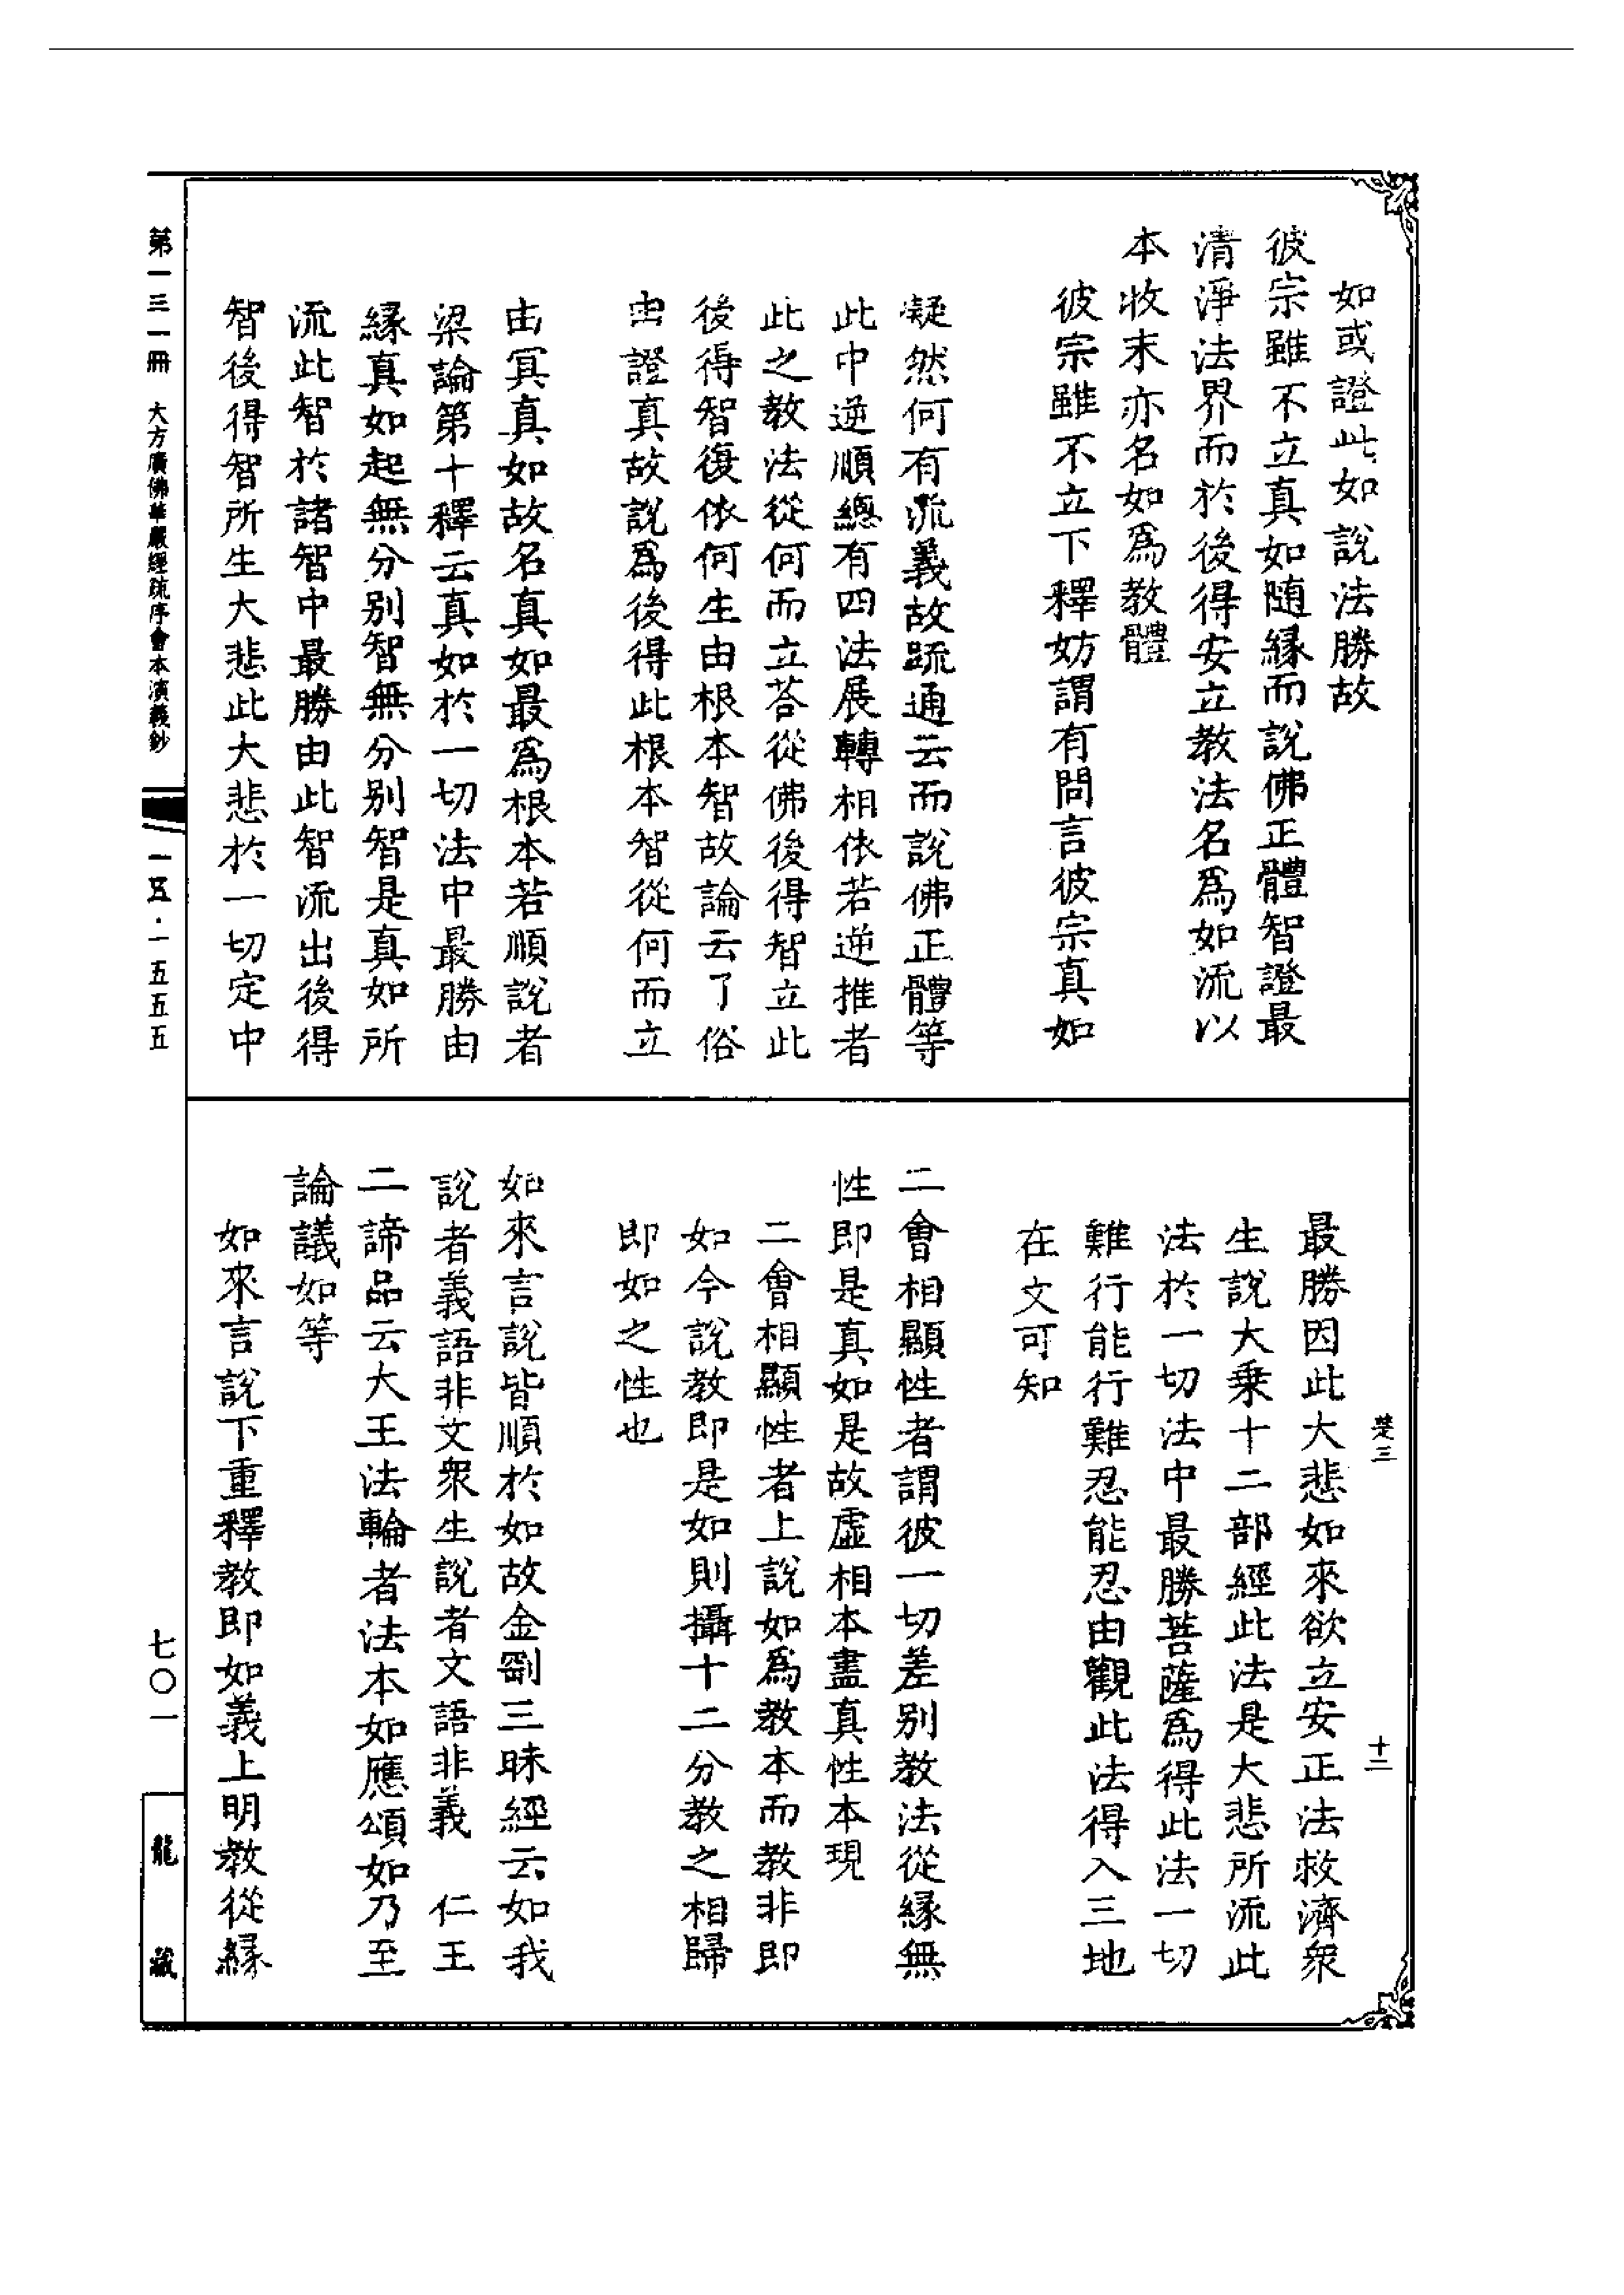 如或證此如說法勝故
彼宗雖不立真如随緣而說佛正體智證最
清淨法界而於後得安立教法名為如流以
本收末亦名如為教體
彼宗雖不立下釋妨謂有問言彼宗真如
凝然何有流義故疏通云而說佛正體等
此中逆順總有四法展轉相依若逆推者
此之教法從何而立荅從佛後得智立此
後得智復依何生由根本智故論云了俗
由證真故說為後得此根本智從何而立
由冥真如故名真如最為根本若順說者
梁論第十釋云真如於一切法中最勝由
緣真如起無分別智無分別智是真如所
流此智於諸智中最勝由此智流出後得
智後得智所生大悲此大悲於一切定中
楚三
十二
最勝因此大悲如來欲立安正法救濟衆
生說大乘十二部經此法是大悲所流此
法於一切法中最勝菩薩為得此法一切
難行能行難忍能忍由觀此法得入三地
在文可知
二會相顯性者謂彼一切差別教法從緣無
性即是真如是故虛相本盡真性本現
二會相顯性者上說如為教本而教非即
如今說教即是如則攝十二分教之相歸
即如之性也
如來言說皆順於如故金剛三昧經云如我
說者義語非文衆生說者文語非義 仁王
二諦品云大王法輪者法本如應頌如乃至
論議如等
如來言說下重釋教即如義上明教從緣
第一三一冊 大方廣佛華嚴經疏序會本演義鈔
·一五五五
七〇一
龍藏